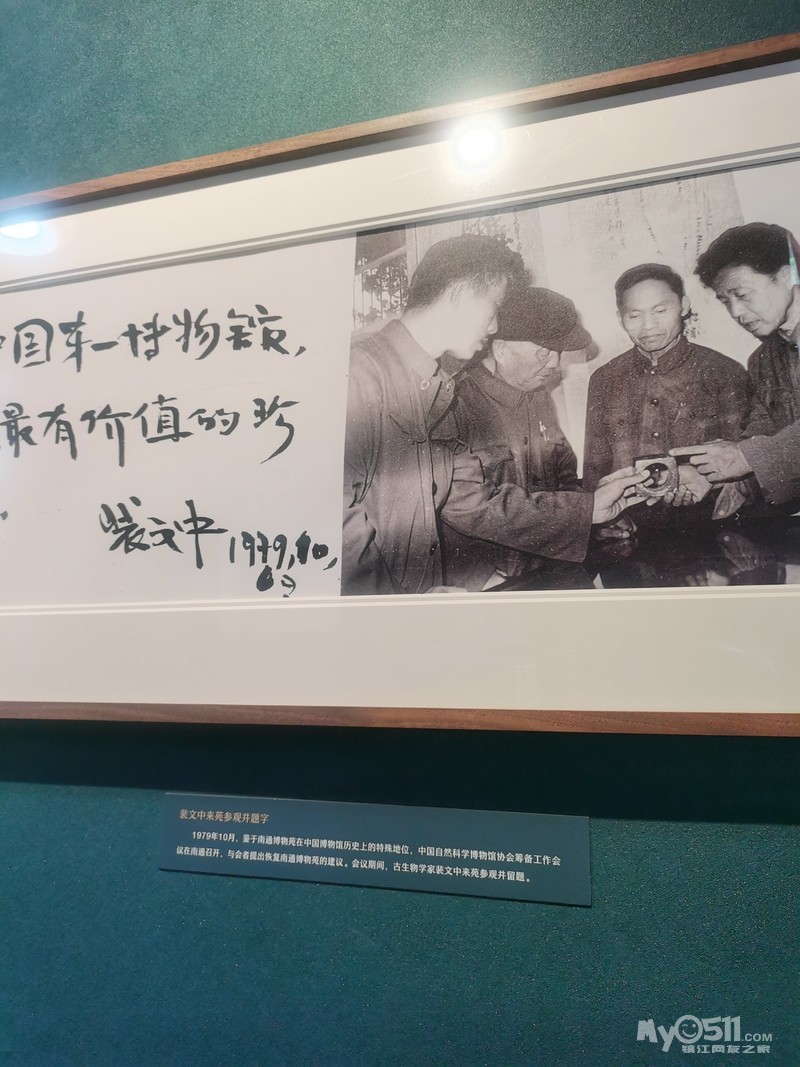 中国第一博物馆,
最有价值的珍
裴文中 1979,10,
裴文中来苑参观并题字
1979年10月，鉴于南通博物苑在中国博物馆历史上的特殊地位，中国自然科学博物馆协会筹备工作会
议在南通召开，与会者提出恢复南通博物苑的建议。会议期间，古生物学家裴文中来苑参观并留题。
My0511.COM
镇江网友之家